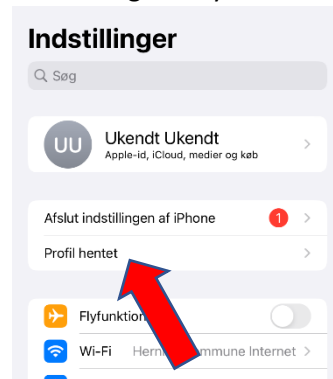 Indstillinger
Søg
UU
Ukendt Ukendt
Apple-id, iCloud, medier og køb
Afslut indstillingen af iPhone 1
Profil hentet
Flyfunktion
Wi-Fi mmune Internet